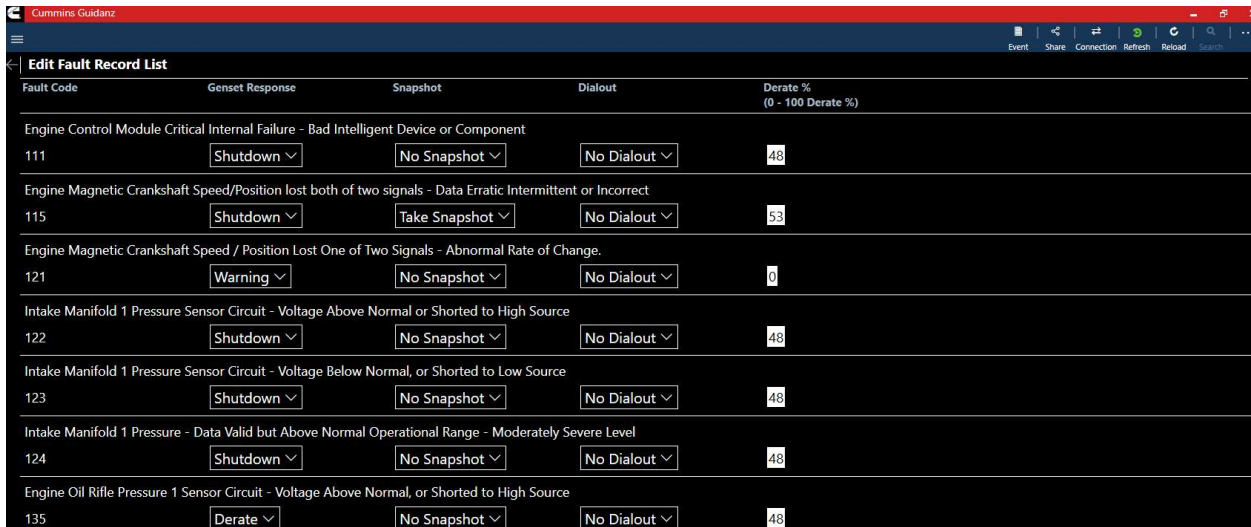 Cummins Guidanz
Event Share Connection Refresh Reload Search
Edit Fault Record List
Fault Code Genset Response Snapshot Dialout Derate %
(0 - 100 Derate %)
Engine Control Module Critical Internal Failure - Bad Intelligent Device or Component
111 Shutdown No Snapshot No Dialout 48
Engine Magnetic Crankshaft Speed/Position lost both of two signals - Data Erratic Intermittent or Incorrect
115 Shutdown Take Snapshot No Dialout 53
Engine Magnetic Crankshaft Speed / Position Lost One of Two Signals - Abnormal Rate of Change.
121 Warning No Snapshot No Dialout 0
Intake Manifold 1 Pressure Sensor Circuit - Voltage Above Normal or Shorted to High Source
122 Shutdown No Snapshot No Dialout 48
Intake Manifold 1 Pressure Sensor Circuit - Voltage Below Normal, or Shorted to Low Source
123 Shutdown No Snapshot No Dialout 48
Intake Manifold 1 Pressure - Data Valid but Above Normal Operational Range - Moderately Severe Level
124 Shutdown No Snapshot No Dialout 48
Engine Oil Rifle Pressure 1 Sensor Circuit - Voltage Above Normal, or Shorted to High Source
135 Derate No Snapshot No Dialout 48